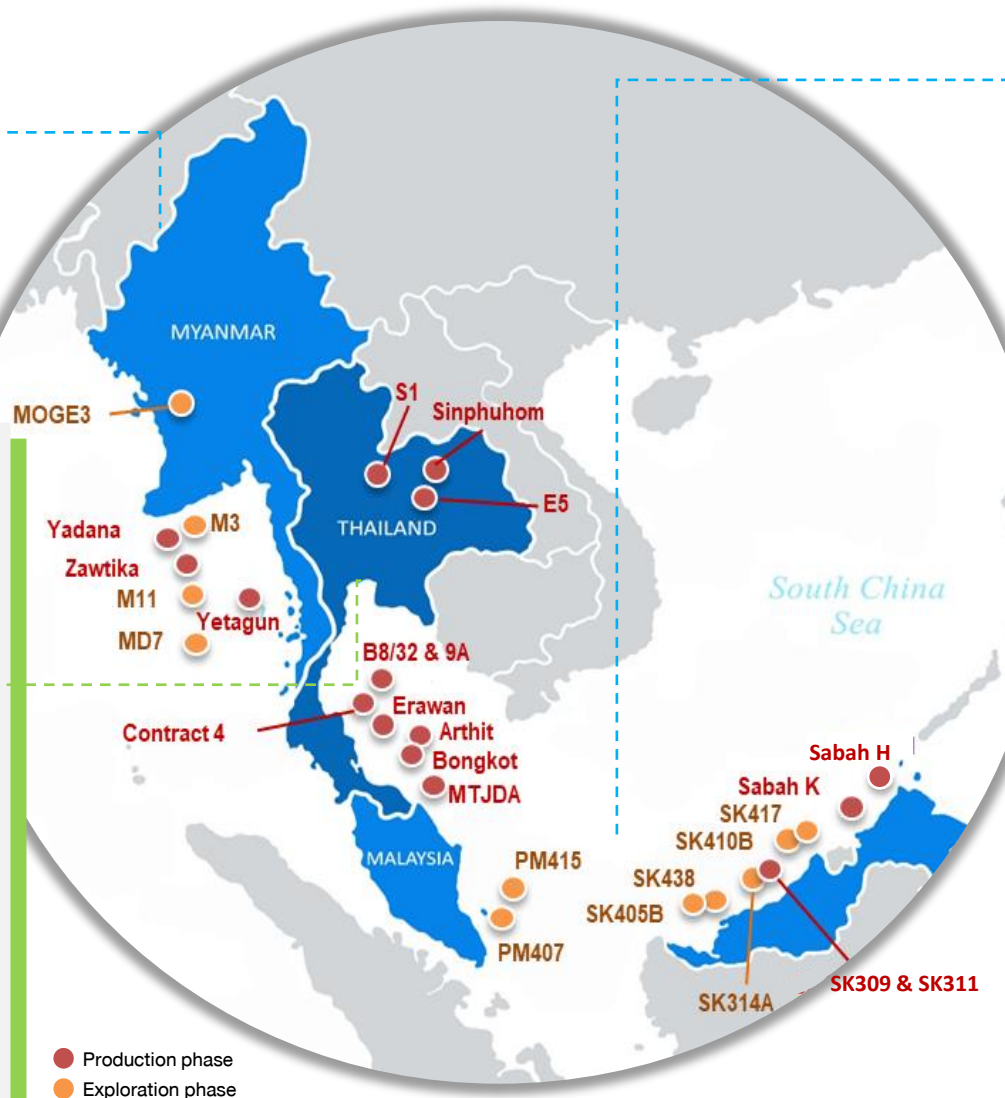 MYANMAR
S1
MOGE3
Sinphuhom
E5
THAILAND
M3
Yadana
Zawtika
M11
Yetagun
MD7
South China
Sea
B8/32 & 9A
Erawan
Contract 4
Arthit
Bongkot
MTJDA
Sabah H
Sabah K
SK417
SK410B
MALAYSIA
PM415
SK438
SK405B
PM407
SK309 & SK311
SK314A
Production phase
Exploration phase